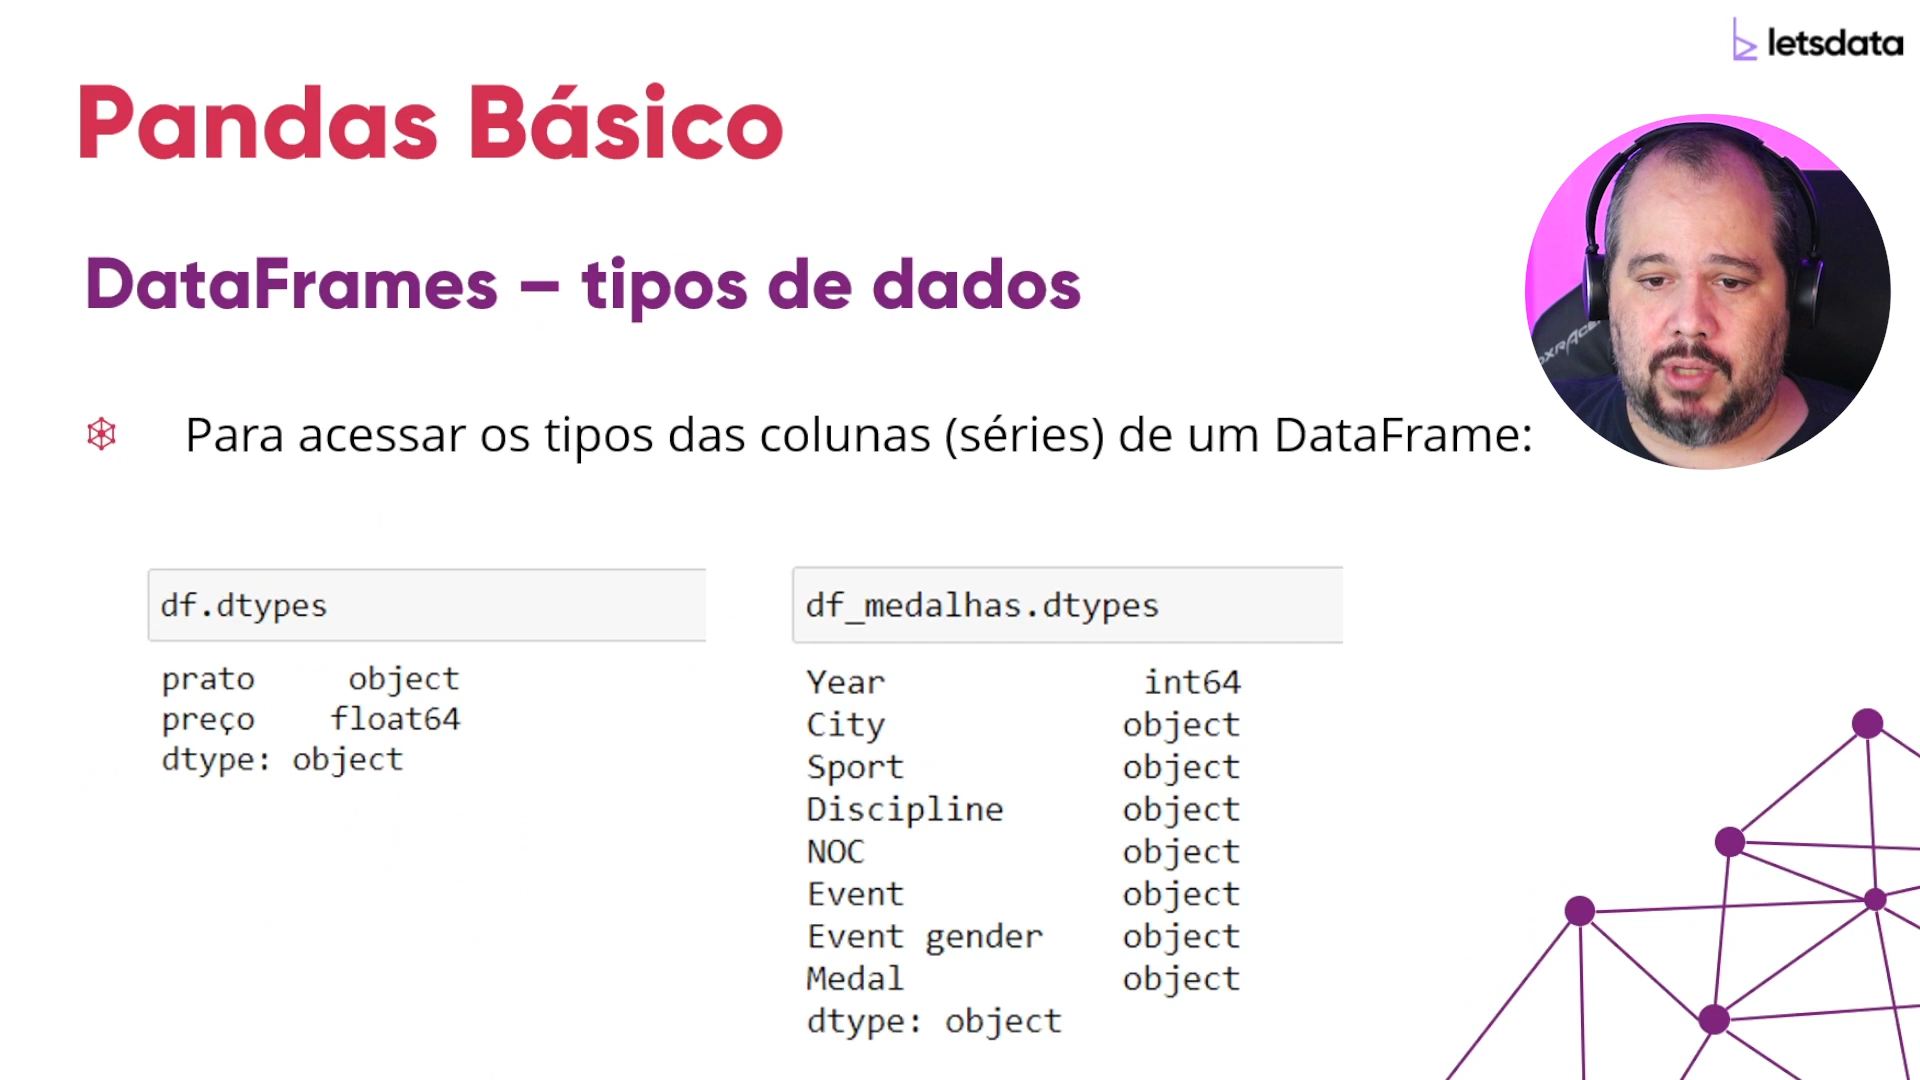 letsdata
Pandas Básico
DataFrames – tipos de dados
Para acessar os tipos das colunas (séries) de um DataFrame:
df.dtypes
prato object
preço float64
dtype: object
df_medalhas.dtypes
Year int64
City object
Sport object
Discipline object
NOC object
Event object
Event gender object
Medal object
dtype: object